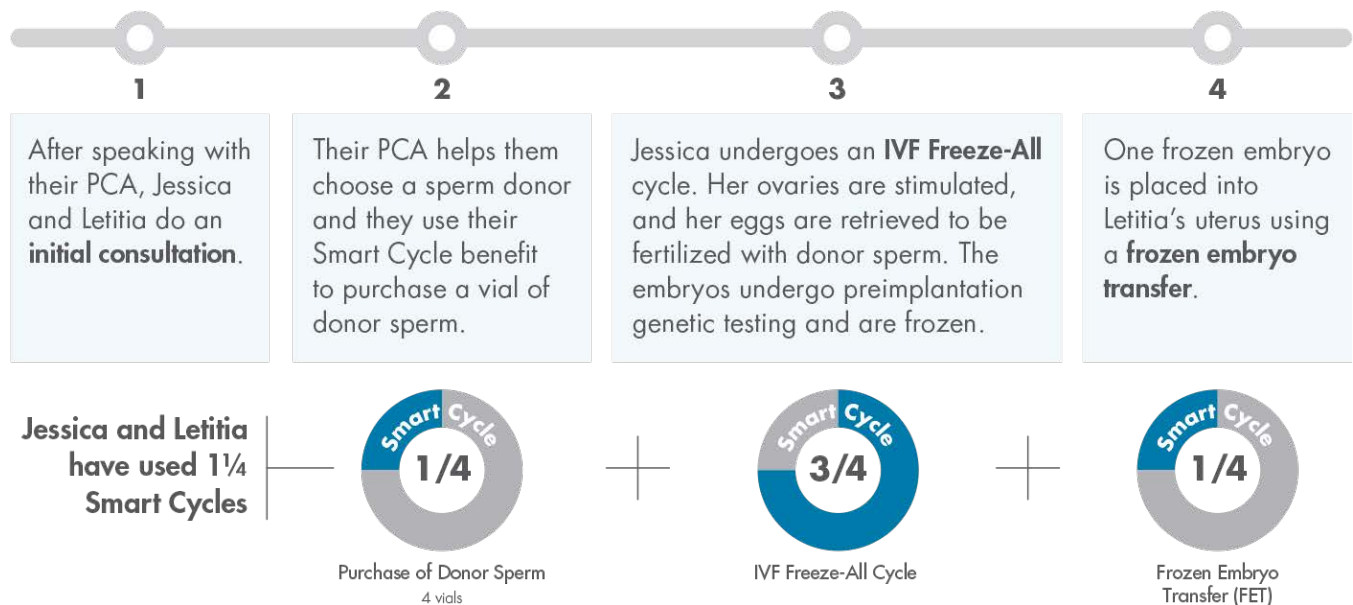 1
2
3
4
After speaking with
their PCA, Jessica
and Letitia do an
initial consultation.
Their PCA helps them
choose a sperm donor
and they use their
Smart Cycle benefit
to purchase a vial of
donor sperm.
Jessica undergoes an IVF Freeze-All
cycle. Her ovaries are stimulated,
and her eggs are retrieved to be
fertilized with donor sperm. The
embryos undergo preimplantation
genetic testing and are frozen.
One frozen embryo
is placed into
Letitia’s uterus using
a frozen embryo
transfer.
Jessica and Letitia
have used 1¼
Smart Cycles
Smart Cycle
1/4
Purchase of Donor Sperm
4 vials
Smart Cycle
3/4
IVF Freeze-All Cycle
Smart Cycle
1/4
Frozen Embryo
Transfer (FET)